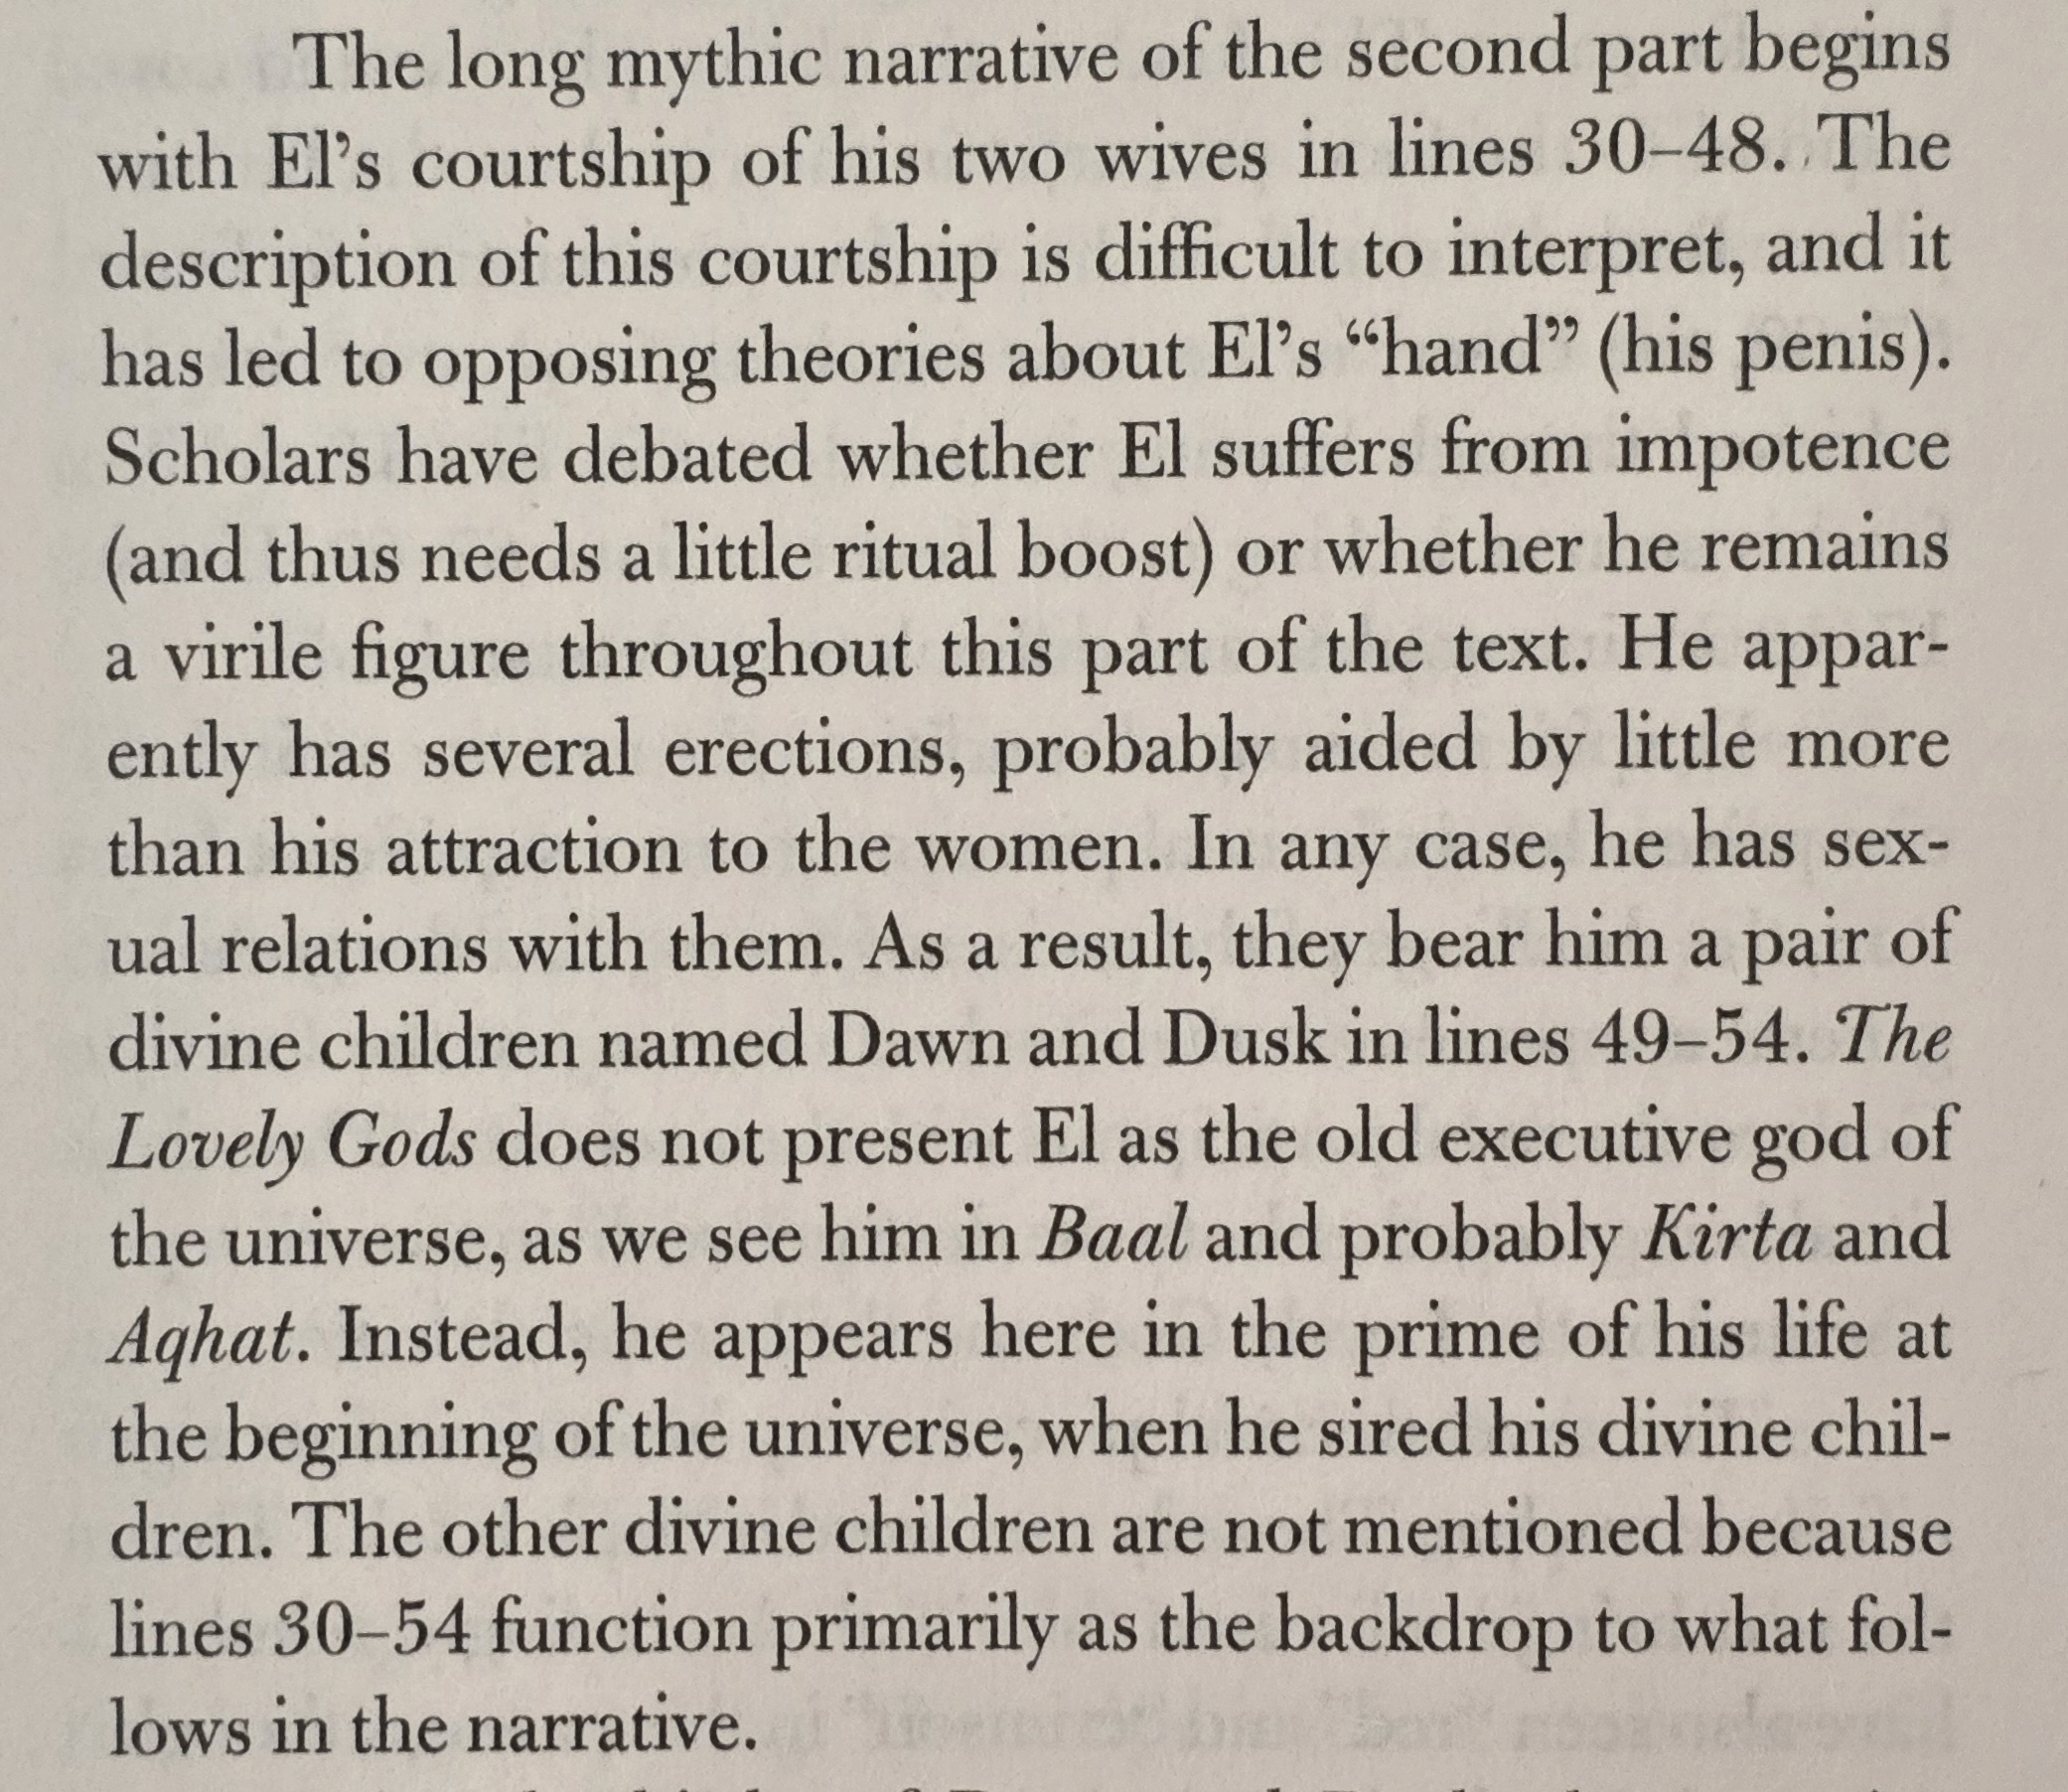 The long mythic narrative of the second part begins
with El’s courtship of his two wives in lines 30–48. The
description of this courtship is difficult to interpret, and it
has led to opposing theories about El’s “hand” (his penis).
Scholars have debated whether El suffers from impotence
(and thus needs a little ritual boost) or whether he remains
a virile figure throughout this part of the text. He appar-
ently has several erections, probably aided by little more
than his attraction to the women. In any case, he has sex-
ual relations with them. As a result, they bear him a pair of
divine children named Dawn and Dusk in lines 49–54. The
Lovely Gods does not present El as the old executive god of
the universe, as we see him in Baal and probably Kirta and
Aqhat. Instead, he appears here in the prime of his life at
the beginning of the universe, when he sired his divine chil-
dren. The other divine children are not mentioned because
lines 30–54 function primarily as the backdrop to what fol-
lows in the narrative.